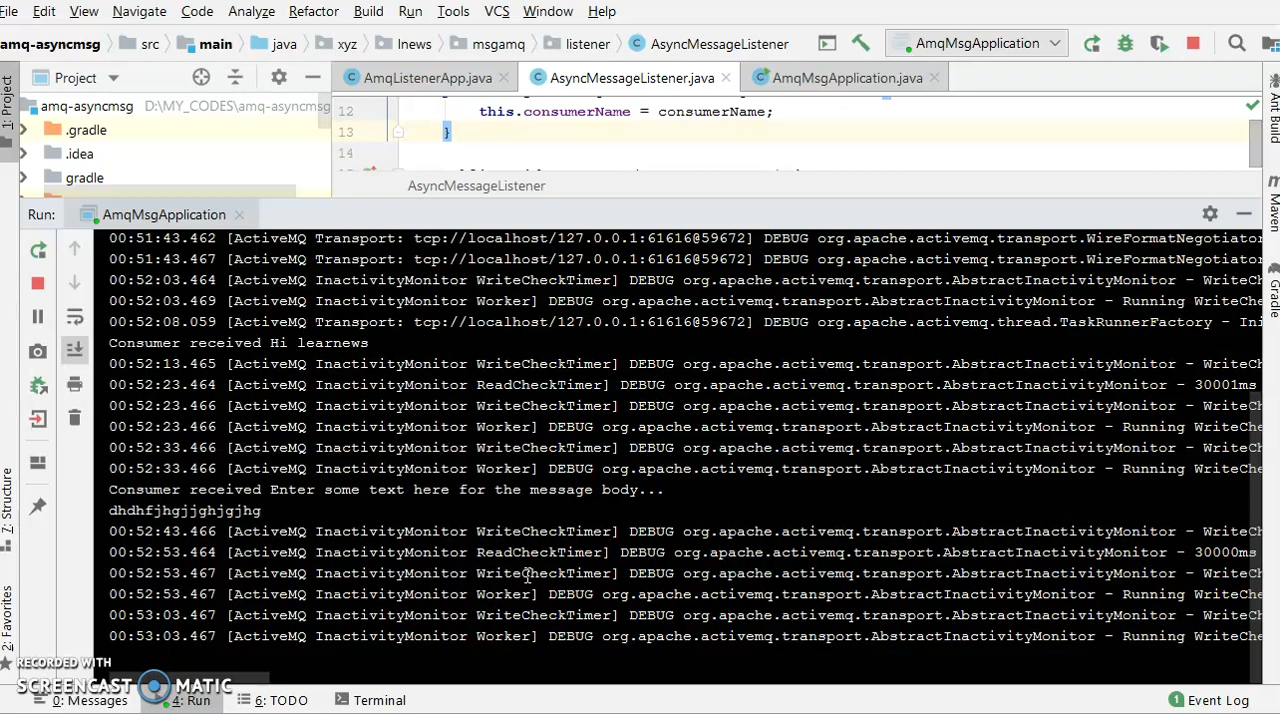 File Edit View Navigate Code Analyze Refactor Build Run Tools VCS Window Help
amq-asyncmsg src main java xyz lnews msgamq listener AsyncMessageListener AmqMsgApplication
1: Project Project AmqListenerApp.java AsyncMessageListener.java AmqMsgApplication.java
amq-asyncmsg D:\MY_CODES\amq-asyncmsg
.gradle
.idea
gradle
12 this.consumerName = consumerName;
13 }
14
AsyncMessageListener
Ant Build
Maven
Gradle
Run: AmqMsgApplication
00:51:43.462 [ActiveMQ Transport: tcp://localhost/127.0.0.1:61616@59672] DEBUG org.apache.activemq.transport.WireFormatNegotiator
00:51:43.467 [ActiveMQ Transport: tcp://localhost/127.0.0.1:61616@59672] DEBUG org.apache.activemq.transport.WireFormatNegotiator
00:52:03.464 [ActiveMQ InactivityMonitor WriteCheckTimer] DEBUG org.apache.activemq.transport.AbstractInactivityMonitor - WriteCh
00:52:03.469 [ActiveMQ InactivityMonitor Worker] DEBUG org.apache.activemq.transport.AbstractInactivityMonitor - Running WriteChe
00:52:08.059 [ActiveMQ Transport: tcp://localhost/127.0.0.1:61616@59672] DEBUG org.apache.activemq.thread.TaskRunnerFactory - Ini
Consumer received Hi learnews
00:52:13.465 [ActiveMQ InactivityMonitor WriteCheckTimer] DEBUG org.apache.activemq.transport.AbstractInactivityMonitor - WriteCh
00:52:23.464 [ActiveMQ InactivityMonitor ReadCheckTimer] DEBUG org.apache.activemq.transport.AbstractInactivityMonitor - 30001ms
00:52:23.466 [ActiveMQ InactivityMonitor WriteCheckTimer] DEBUG org.apache.activemq.transport.AbstractInactivityMonitor - WriteCh
00:52:23.466 [ActiveMQ InactivityMonitor Worker] DEBUG org.apache.activemq.transport.AbstractInactivityMonitor - Running WriteChe
00:52:33.466 [ActiveMQ InactivityMonitor WriteCheckTimer] DEBUG org.apache.activemq.transport.AbstractInactivityMonitor - WriteCh
00:52:33.466 [ActiveMQ InactivityMonitor Worker] DEBUG org.apache.activemq.transport.AbstractInactivityMonitor - Running WriteChe
Consumer received Enter some text here for the message body...
dhdhfjhgjjghjgjhg
00:52:43.466 [ActiveMQ InactivityMonitor WriteCheckTimer] DEBUG org.apache.activemq.transport.AbstractInactivityMonitor - WriteCh
00:52:53.464 [ActiveMQ InactivityMonitor ReadCheckTimer] DEBUG org.apache.activemq.transport.AbstractInactivityMonitor - 30000ms
00:52:53.467 [ActiveMQ InactivityMonitor WriteCheckTimer] DEBUG org.apache.activemq.transport.AbstractInactivityMonitor - WriteCh
00:52:53.467 [ActiveMQ InactivityMonitor Worker] DEBUG org.apache.activemq.transport.AbstractInactivityMonitor - Running WriteChe
00:53:03.467 [ActiveMQ InactivityMonitor WriteCheckTimer] DEBUG org.apache.activemq.transport.AbstractInactivityMonitor - WriteCh
00:53:03.467 [ActiveMQ InactivityMonitor Worker] DEBUG org.apache.activemq.transport.AbstractInactivityMonitor - Running WriteChe
7: Structure
2: Favorites
RECORDED WITH
SCREENCAST MATIC
0: Messages 4: Run 6: TODO Terminal 1 Event Log